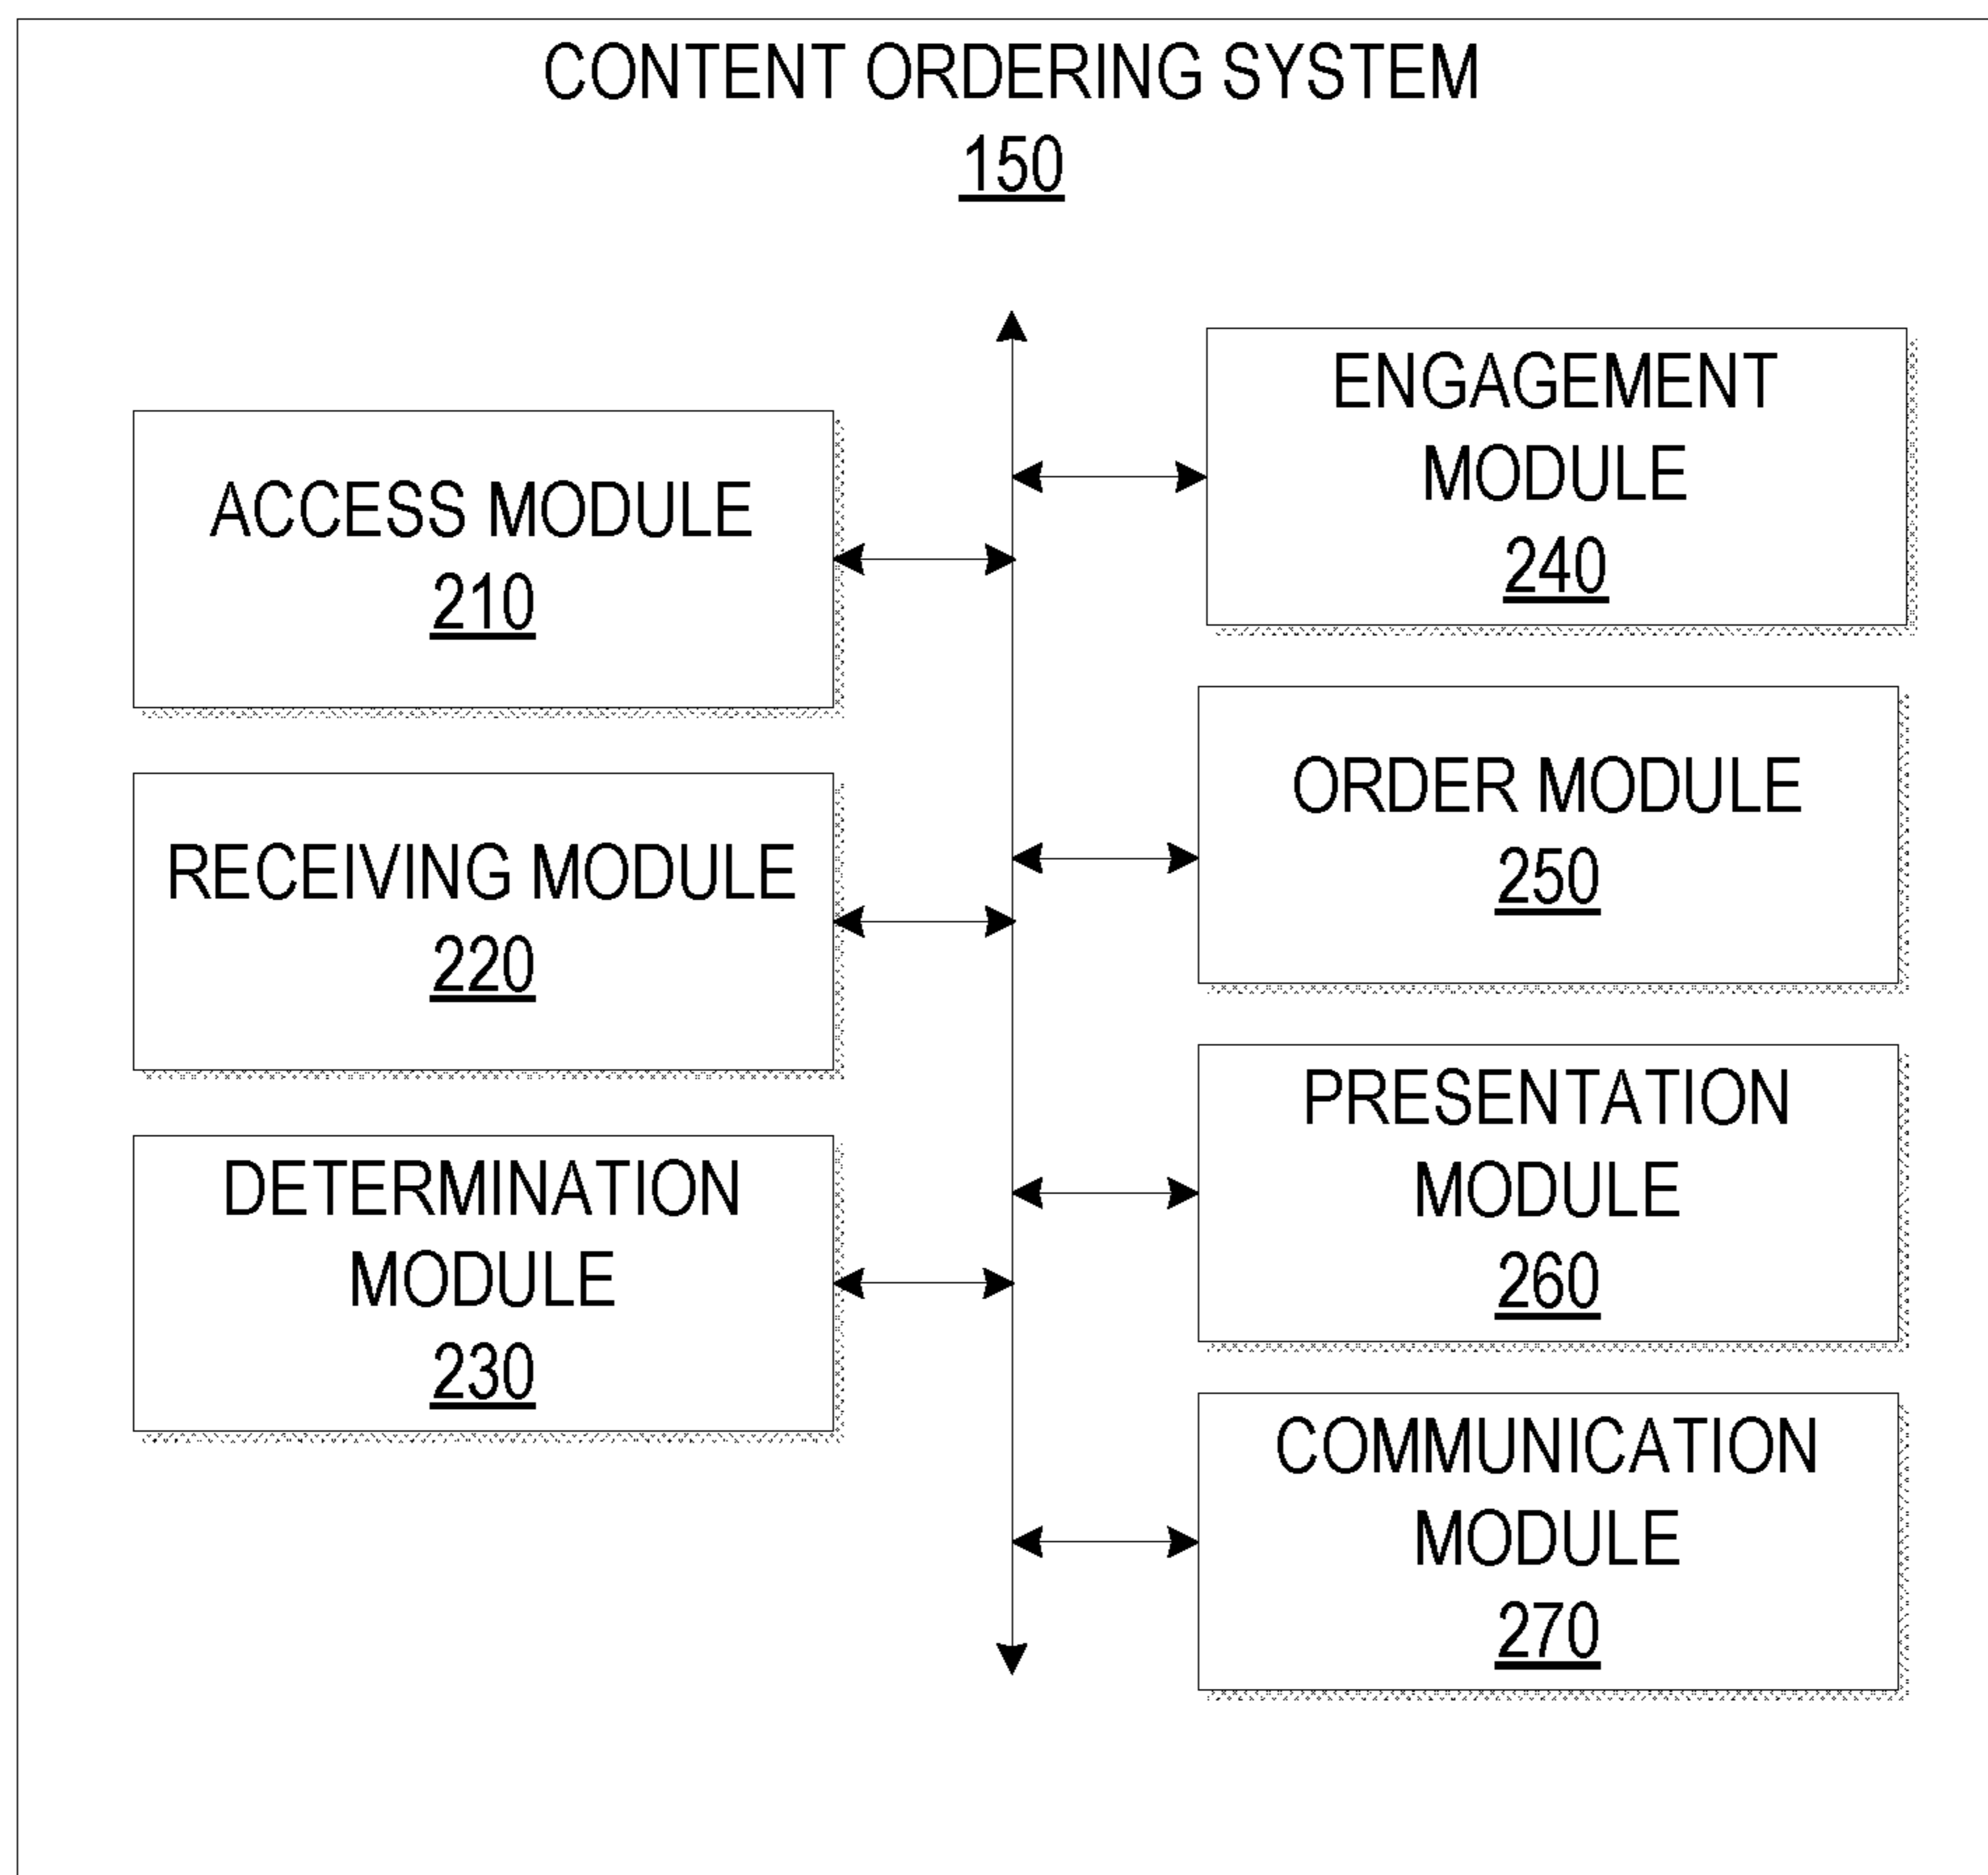 CONTENT ORDERING SYSTEM
150
ACCESS MODULE
210
RECEIVING MODULE
220
DETERMINATION
MODULE
230
ENGAGEMENT
MODULE
240
ORDER MODULE
250
PRESENTATION
MODULE
260
COMMUNICATION
MODULE
270